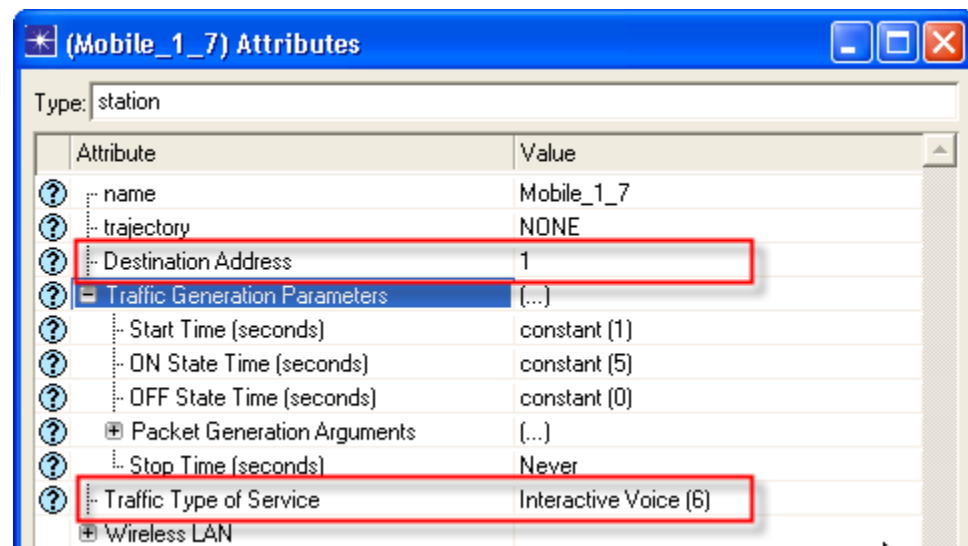 (Mobile_1_7) Attributes
Type: station
Attribute Value
name Mobile_1_7
trajectory NONE
Destination Address 1
Traffic Generation Parameters (...)
Start Time (seconds) constant (1)
ON State Time (seconds) constant (5)
OFF State Time (seconds) constant (0)
Packet Generation Arguments (...)
Stop Time (seconds) Never
Traffic Type of Service Interactive Voice (6)
Wireless LAN